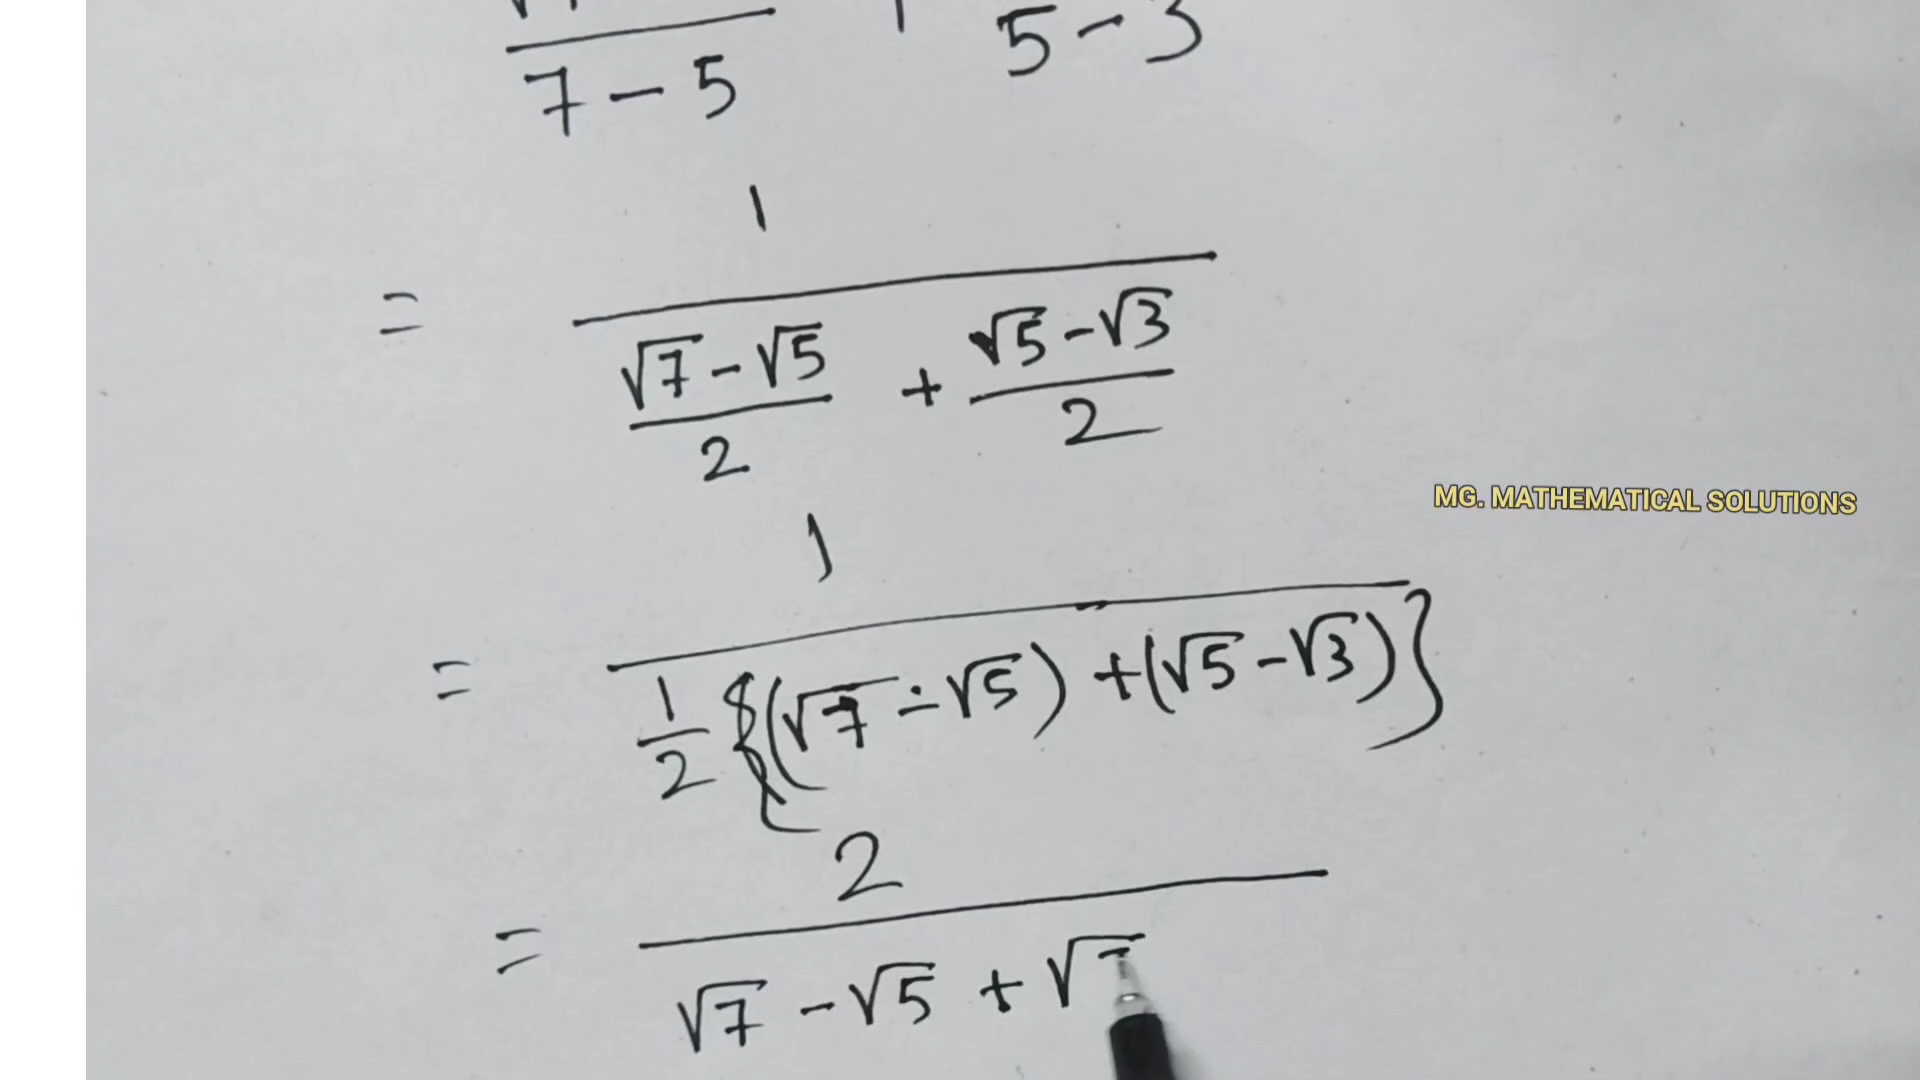 7 - 5   5 - 3
1
= (√7 - √5)/2 + (√5 - √3)/2
MG. MATHEMATICAL SOLUTIONS
1
= 1/2 {(√7 - √5) + (√5 - √3)}
2
= √7 - √5 + √